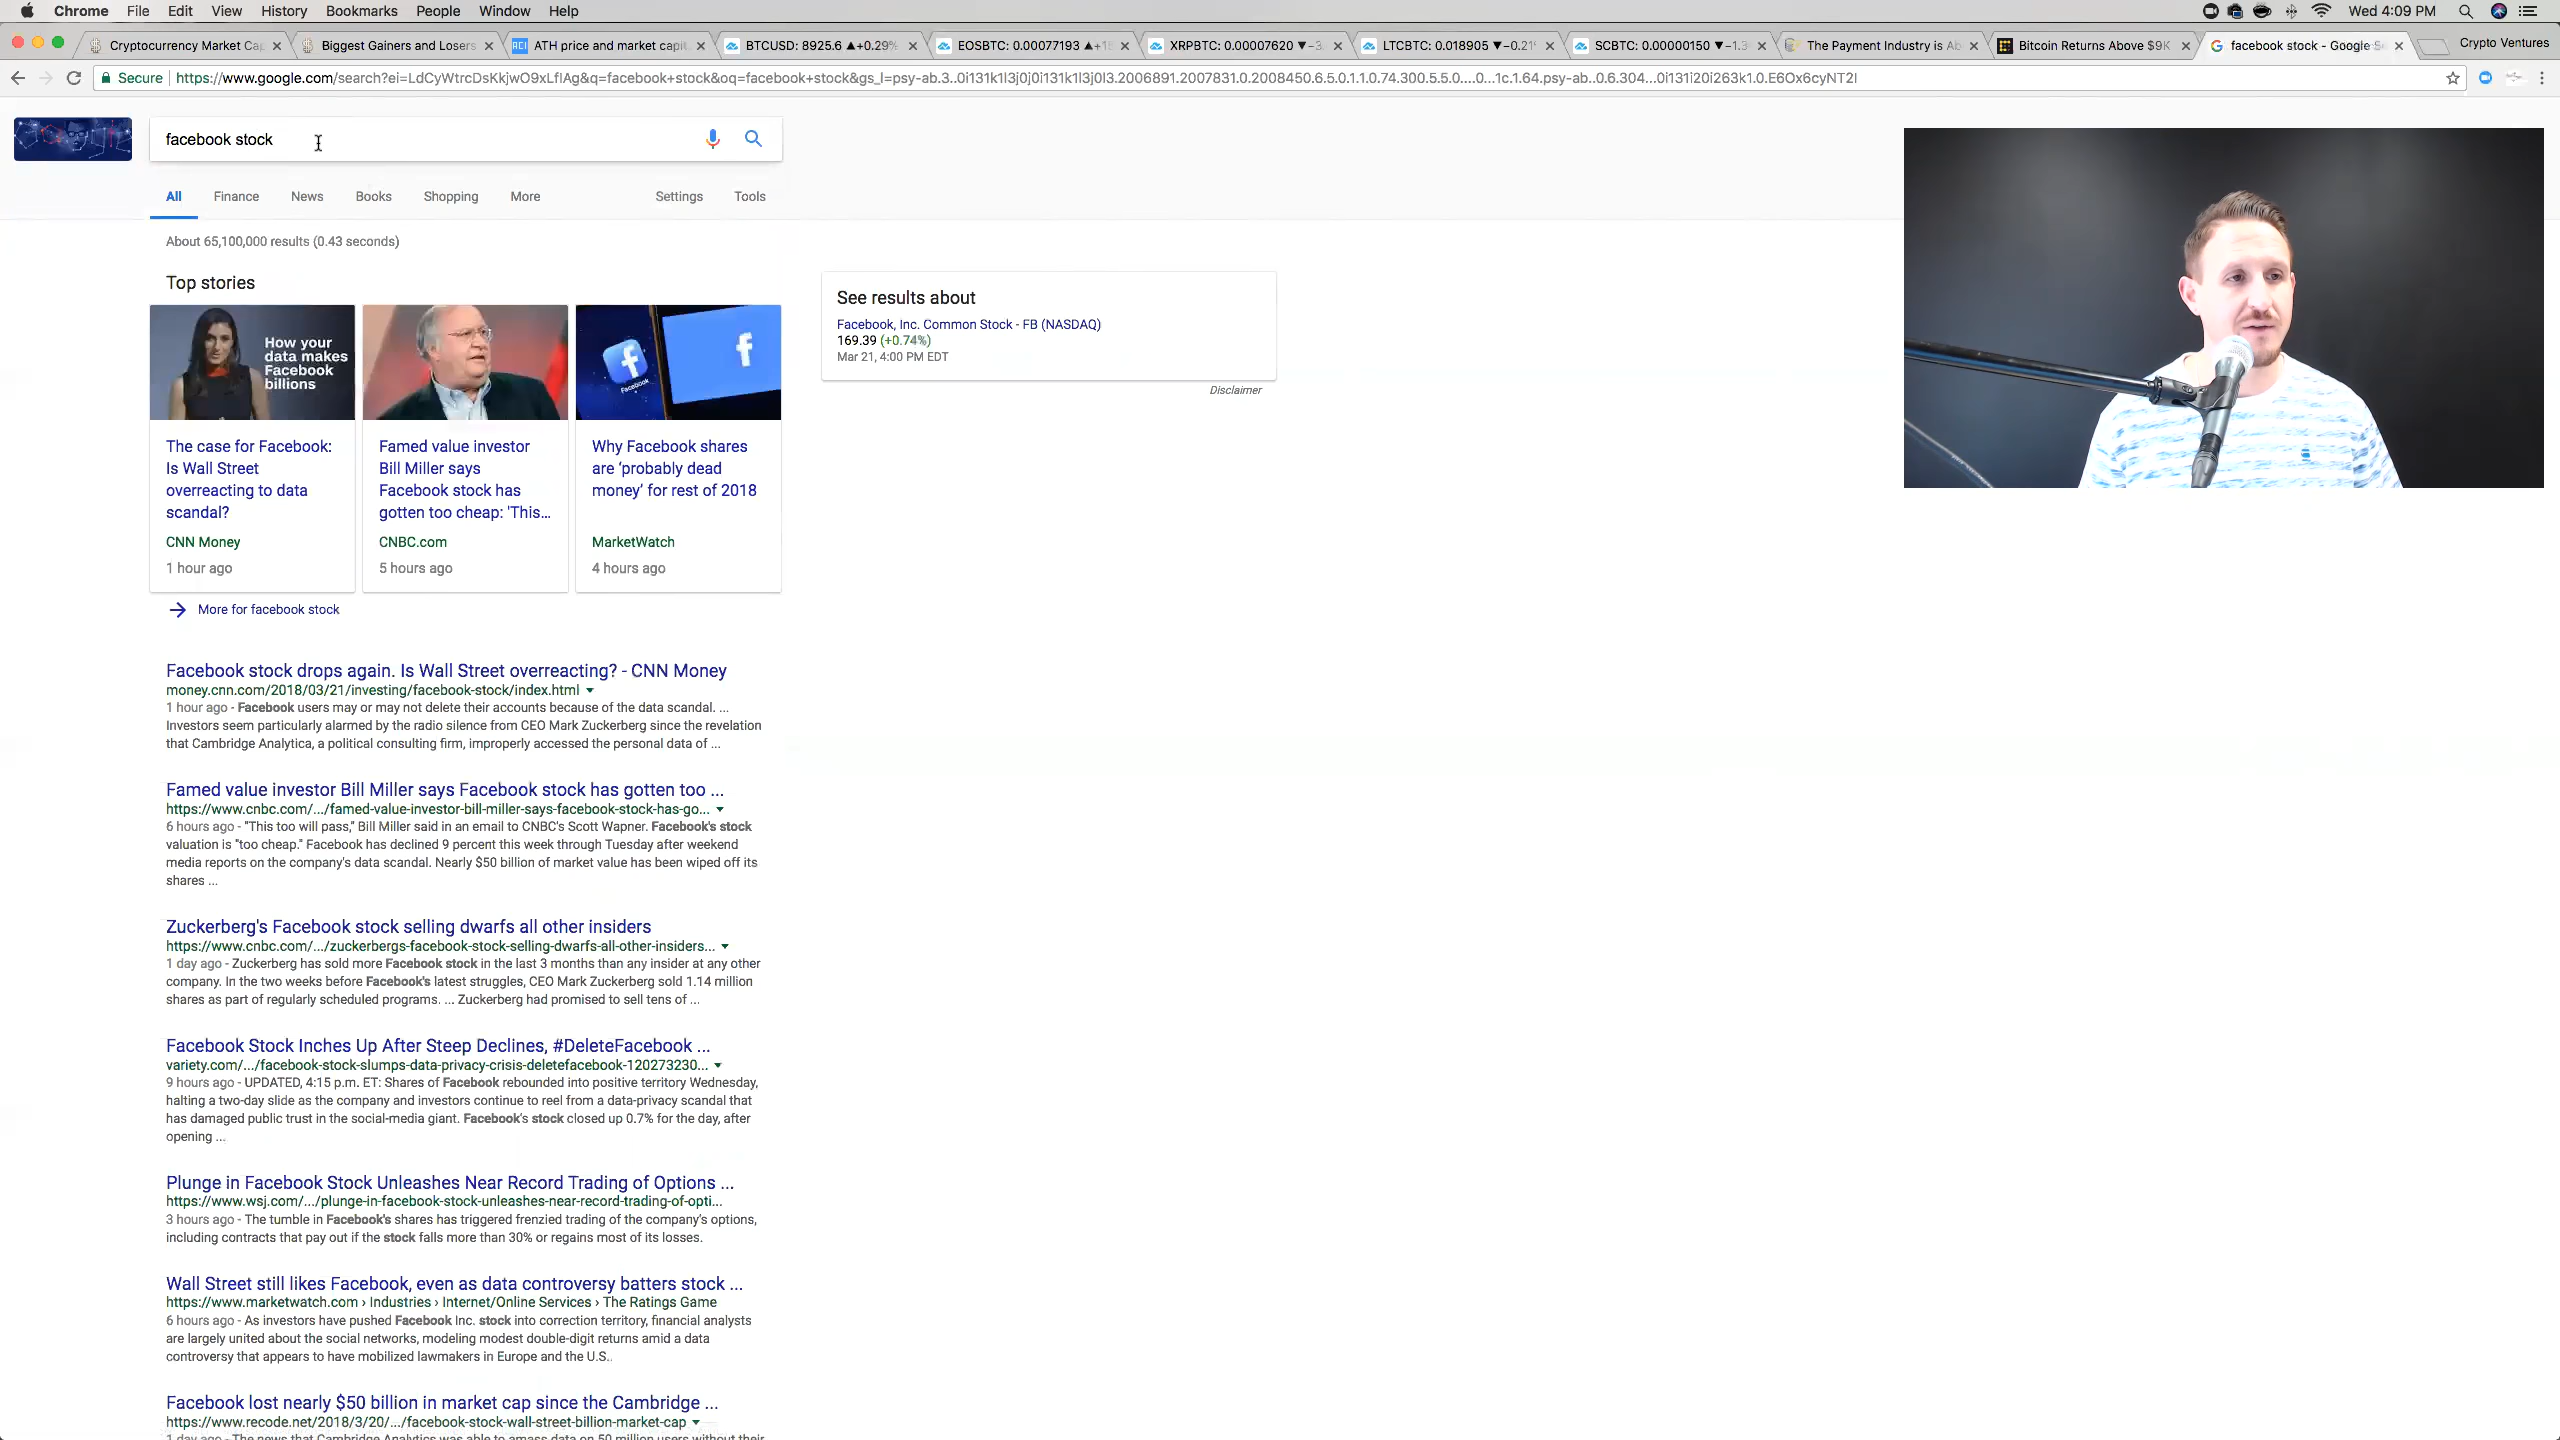 Chrome File Edit View History Bookmarks People Window Help
Wed 4:09 PM
Cryptocurrency Market Ca
Biggest Gainers and Losers
ATH price and market capit
BTCUSD: 8925.6 ▲+0.29%
EOSBTC: 0.00077193 ▲+1
XRPBTC: 0.00007620 ▼−3
LTCBTC: 0.018905 ▼−0.21
SCBTC: 0.00000150 ▼−1.3
The Payment Industry is Ab
Bitcoin Returns Above $9K
facebook stock - Google Se
Crypto Ventures
Secure https://www.google.com/search?ei=LdCyWtrcDsKkjwO9xLfIAg&q=facebook+stock&oq=facebook+stock&gs_l=psy-ab.3..0i131k1l3j0j0i131k1l3j0l3.2006891.2007831.0.2008450.6.5.0.1.1.0.74.300.5.5.0....0...1c.1.64.psy-ab..0.6.304...0i131i20i263k1.0.E6Ox6cyNT2I
facebook stock
All Finance News Books Shopping More Settings Tools
About 65,100,000 results (0.43 seconds)
Top stories
How your
data makes
Facebook
billions
The case for Facebook:
Is Wall Street
overreacting to data
scandal?
CNN Money
1 hour ago
Famed value investor
Bill Miller says
Facebook stock has
gotten too cheap: 'This...
CNBC.com
5 hours ago
Facebook
Why Facebook shares
are ‘probably dead
money’ for rest of 2018
MarketWatch
4 hours ago
More for facebook stock
See results about
Facebook, Inc. Common Stock - FB (NASDAQ)
169.39 (+0.74%)
Mar 21, 4:00 PM EDT
Disclaimer
Facebook stock drops again. Is Wall Street overreacting? - CNN Money
money.cnn.com/2018/03/21/investing/facebook-stock/index.html
1 hour ago - Facebook users may or may not delete their accounts because of the data scandal. ...
Investors seem particularly alarmed by the radio silence from CEO Mark Zuckerberg since the revelation
that Cambridge Analytica, a political consulting firm, improperly accessed the personal data of ...
Famed value investor Bill Miller says Facebook stock has gotten too ...
https://www.cnbc.com/.../famed-value-investor-bill-miller-says-facebook-stock-has-go...
6 hours ago - "This too will pass," Bill Miller said in an email to CNBC's Scott Wapner. Facebook's stock
valuation is "too cheap." Facebook has declined 9 percent this week through Tuesday after weekend
media reports on the company's data scandal. Nearly $50 billion of market value has been wiped off its
shares ...
Zuckerberg's Facebook stock selling dwarfs all other insiders
https://www.cnbc.com/.../zuckerbergs-facebook-stock-selling-dwarfs-all-other-insiders...
1 day ago - Zuckerberg has sold more Facebook stock in the last 3 months than any insider at any other
company. In the two weeks before Facebook's latest struggles, CEO Mark Zuckerberg sold 1.14 million
shares as part of regularly scheduled programs. ... Zuckerberg had promised to sell tens of ...
Facebook Stock Inches Up After Steep Declines, #DeleteFacebook ...
variety.com/.../facebook-stock-slumps-data-privacy-crisis-deletefacebook-120273230...
9 hours ago - UPDATED, 4:15 p.m. ET: Shares of Facebook rebounded into positive territory Wednesday,
halting a two-day slide as the company and investors continue to reel from a data-privacy scandal that
has damaged public trust in the social-media giant. Facebook's stock closed up 0.7% for the day, after
opening ...
Plunge in Facebook Stock Unleashes Near Record Trading of Options ...
https://www.wsj.com/.../plunge-in-facebook-stock-unleashes-near-record-trading-of-opti...
3 hours ago - The tumble in Facebook's shares has triggered frenzied trading of the company's options,
including contracts that pay out if the stock falls more than 30% or regains most of its losses.
Wall Street still likes Facebook, even as data controversy batters stock ...
https://www.marketwatch.com › Industries › Internet/Online Services › The Ratings Game
6 hours ago - As investors have pushed Facebook Inc. stock into correction territory, financial analysts
are largely united about the social networks, modeling modest double-digit returns amid a data
controversy that appears to have mobilized lawmakers in Europe and the U.S..
Facebook lost nearly $50 billion in market cap since the Cambridge ...
https://www.recode.net/2018/3/20/.../facebook-stock-wall-street-billion-market-cap
1 day ago - The news that Cambridge Analytica was able to amass data on 50 million users without their